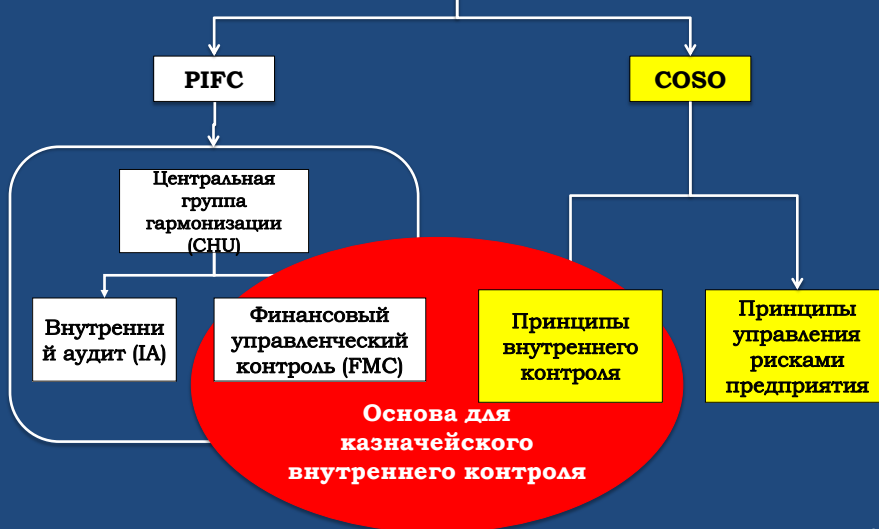 PIFC
COSO
Центральная
группа
гармонизации
(CHU)
Внутренни
й аудит (IA)
Финансовый
управленческий
контроль (FMC)
Принципы
внутреннего
контроля
Принципы
управления
рисками
предприятия
Основа для
казначейского
внутреннего контроля